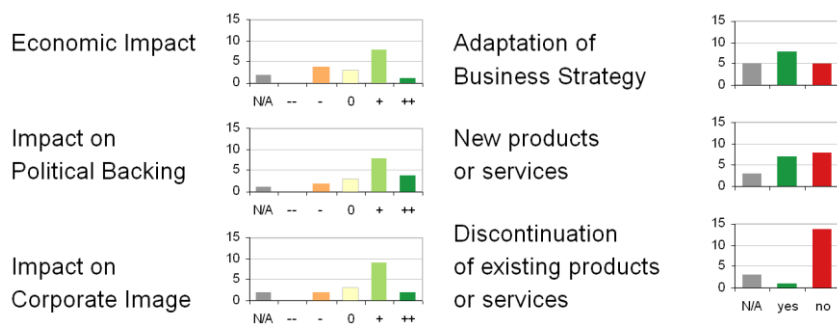 Economic Impact
15
10
5
0
N/A -- - 0 + ++
Impact on
Political Backing
15
10
5
0
N/A -- - 0 + ++
Impact on
Corporate Image
15
10
5
0
N/A -- - 0 + ++
Adaptation of
Business Strategy
15
10
5
0
New products
or services
15
10
5
0
Discontinuation
of existing products
or services
15
10
5
0
N/A yes no